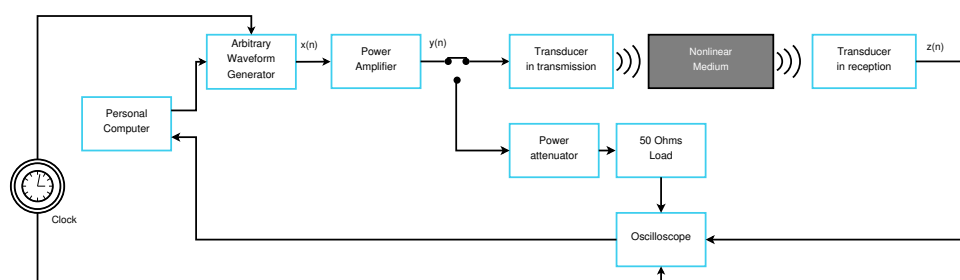 Arbitrary
Waveform
Generator
x(n)
Power
Amplifier
y(n)
Transducer
in transmission
Nonlinear
Medium
Transducer
in reception
z(n)
Personal
Computer
Power
attenuator
50 Ohms
Load
Clock
Oscilloscope